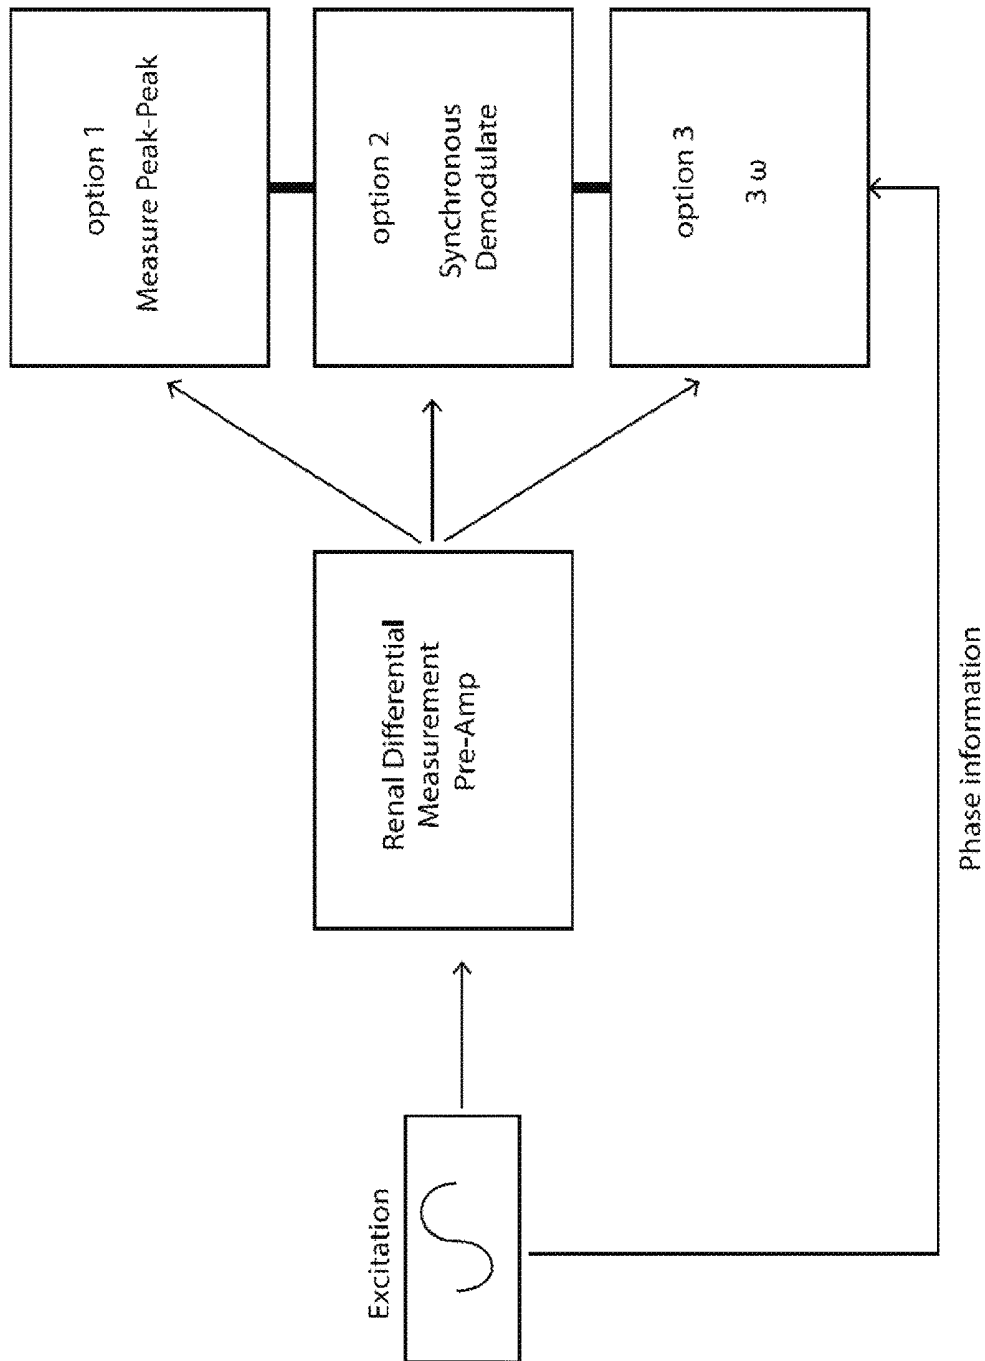 Excitation
Renal Differential
Measurement
Pre-Amp
option 1
Measure Peak-Peak
option 2
Synchronous
Demodulate
option 3
3 ω
Phase information